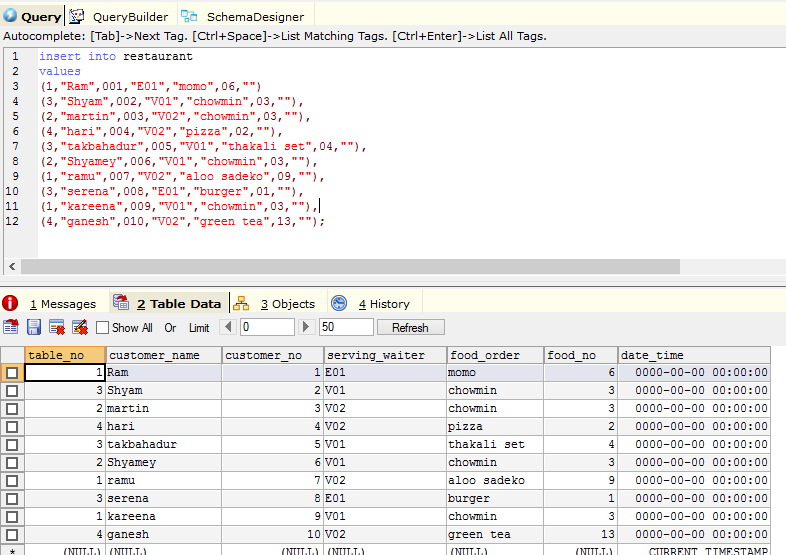 Query QueryBuilder SchemaDesigner
Autocomplete: [Tab]->Next Tag. [Ctrl+Space]->List Matching Tags. [Ctrl+Enter]->List All Tags.
1 insert into restaurant
2 values
3 (1,"Ram",001,"E01","momo",06,"")
4 (3,"Shyam",002,"V01","chowmin",03,""),
5 (2,"martin",003,"V02","chowmin",03,""),
6 (4,"hari",004,"V02","pizza",02,""),
7 (3,"takbahadur",005,"V01","thakali set",04,""),
8 (2,"Shyamey",006,"V01","chowmin",03,""),
9 (1,"ramu",007,"V02","aloo sadeko",09,""),
10 (3,"serena",008,"E01","burger",01,""),
11 (1,"kareena",009,"V01","chowmin",03,""),
12 (4,"ganesh",010,"V02","green tea",13,"");
1 Messages 2 Table Data 3 Objects 4 History
Show All Or Limit 0 50 Refresh
table_no customer_name customer_no serving_waiter food_order food_no date_time
1 Ram 1 E01 momo 6 0000-00-00 00:00:00
3 Shyam 2 V01 chowmin 3 0000-00-00 00:00:00
2 martin 3 V02 chowmin 3 0000-00-00 00:00:00
4 hari 4 V02 pizza 2 0000-00-00 00:00:00
3 takbahadur 5 V01 thakali set 4 0000-00-00 00:00:00
2 Shyamey 6 V01 chowmin 3 0000-00-00 00:00:00
1 ramu 7 V02 aloo sadeko 9 0000-00-00 00:00:00
3 serena 8 E01 burger 1 0000-00-00 00:00:00
1 kareena 9 V01 chowmin 3 0000-00-00 00:00:00
4 ganesh 10 V02 green tea 13 0000-00-00 00:00:00
* (NULL) (NULL) (NULL) (NULL) (NULL) (NULL) CURRENT_TIMESTAMP